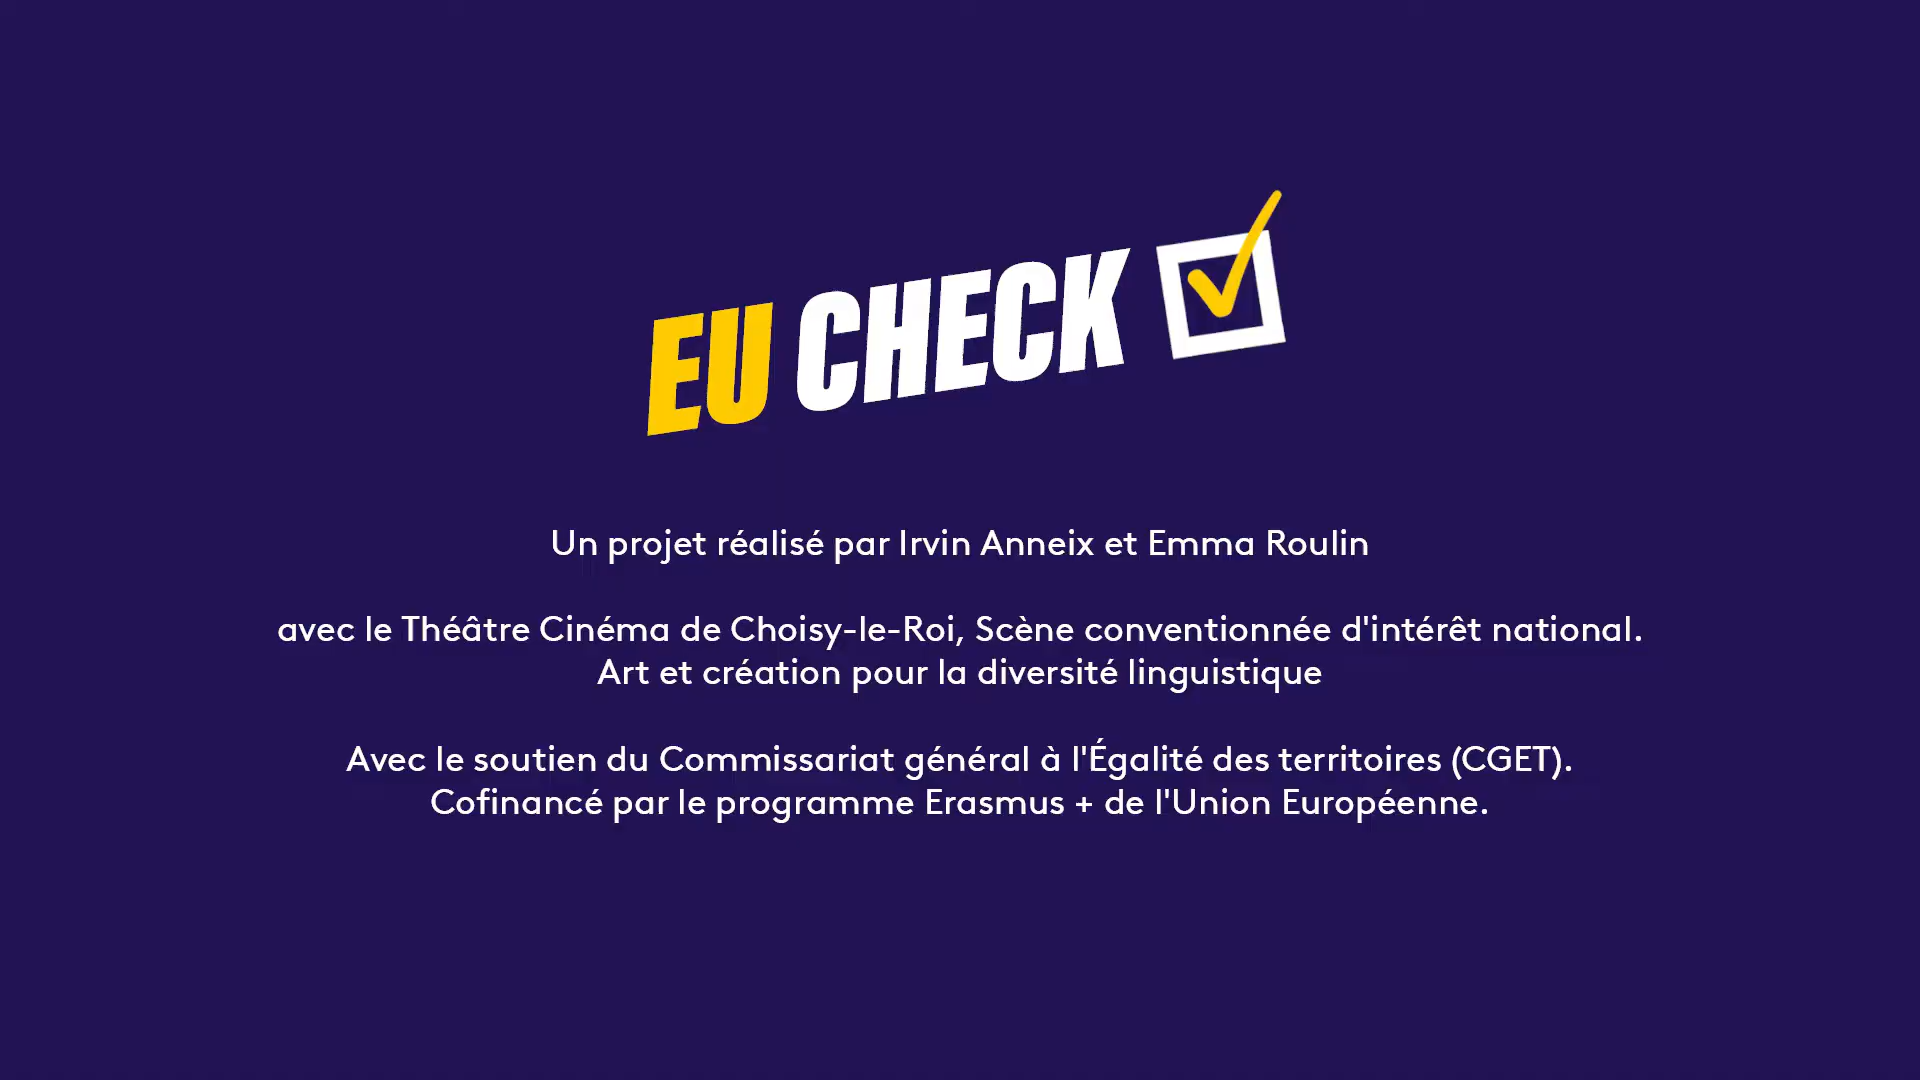 EU CHECK
Un projet réalisé par Irvin Anneix et Emma Roulin
avec le Théâtre Cinéma de Choisy-le-Roi, Scène conventionnée d'intérêt national.
Art et création pour la diversité linguistique
Avec le soutien du Commissariat général à l'Égalité des territoires (CGET).
Cofinancé par le programme Erasmus + de l'Union Européenne.